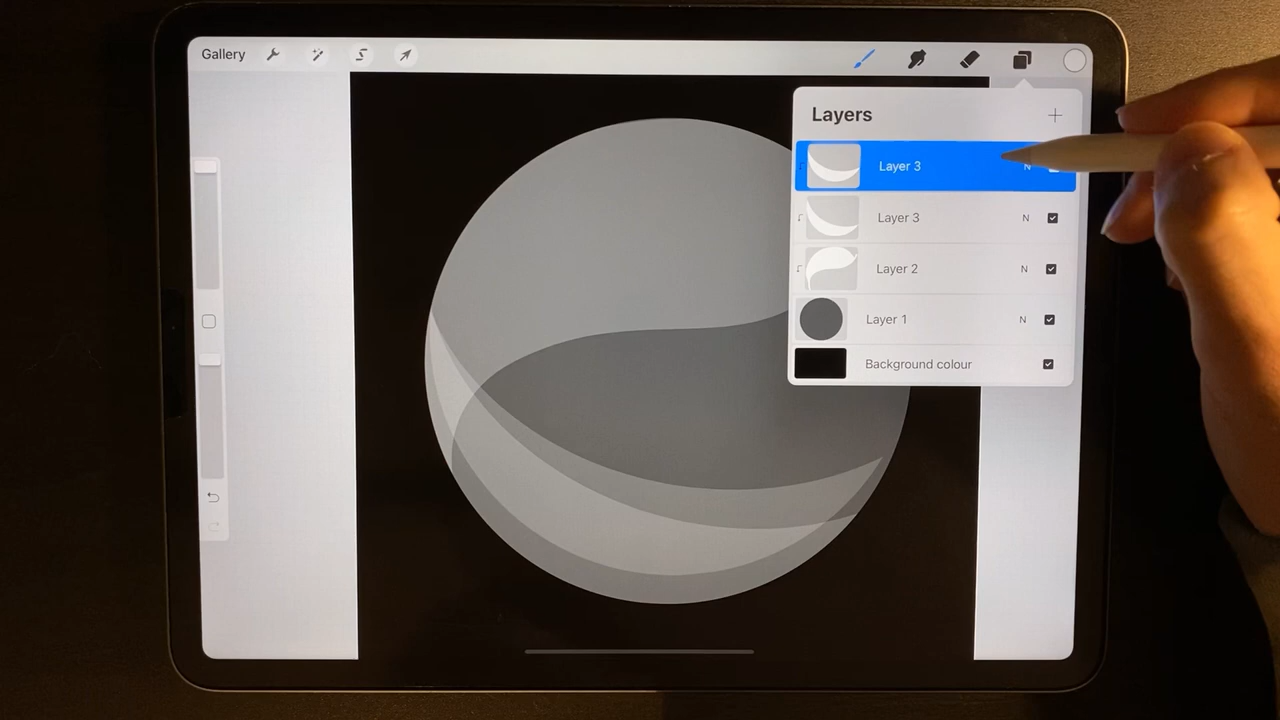 Gallery
Layers
Layer 3 N
Layer 3 N
Layer 2 N
Layer 1 N
Background colour